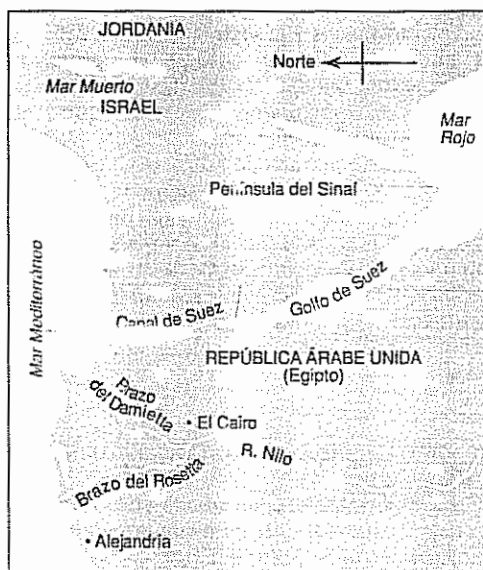 JORDANIA
Norte
Mar Muerto
ISRAEL
Mar
Rojo
Península del Sinaí
Mar Mediterráneo
Canal de Suez
Golfo de Suez
REPÚBLICA ÁRABE UNIDA
(Egipto)
Brazo
del Damietta
• El Cairo
R. Nilo
Brazo del Rosetta
• Alejandría